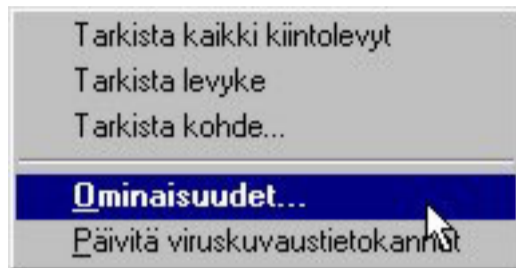 Tarkista kaikki kiintolevyt
Tarkista levyke
Tarkista kohde...
Ominaisuudet...
Päivitä viruskuvaustietokannat